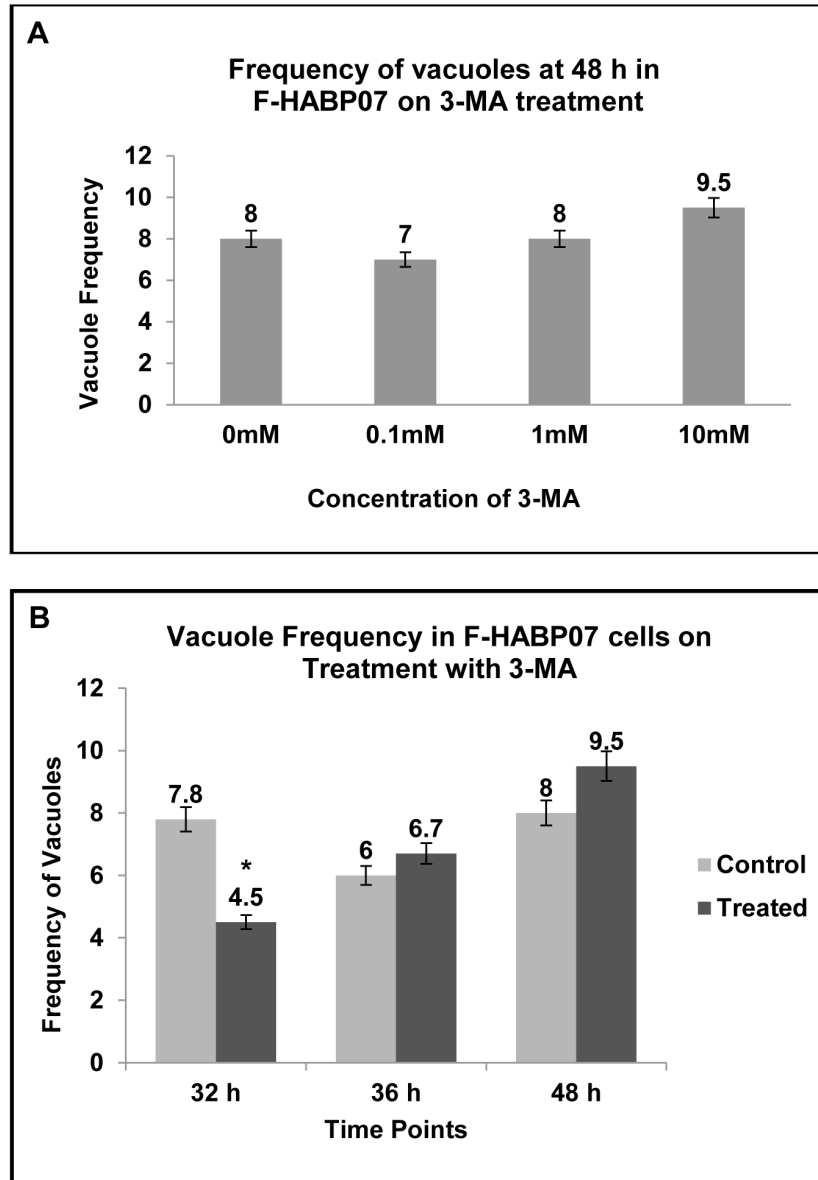 A
Frequency of vacuoles at 48 h in
F-HABP07 on 3-MA treatment
Vacuole Frequency
12
10
8
6
4
2
0
8
7
8
9.5
0mM
0.1mM
1mM
10mM
Concentration of 3-MA
B
Vacuole Frequency in F-HABP07 cells on
Treatment with 3-MA
Frequency of Vacuoles
12
10
8
6
4
2
0
7.8
*
4.5
6
6.7
8
9.5
Control
Treated
32 h
36 h
48 h
Time Points